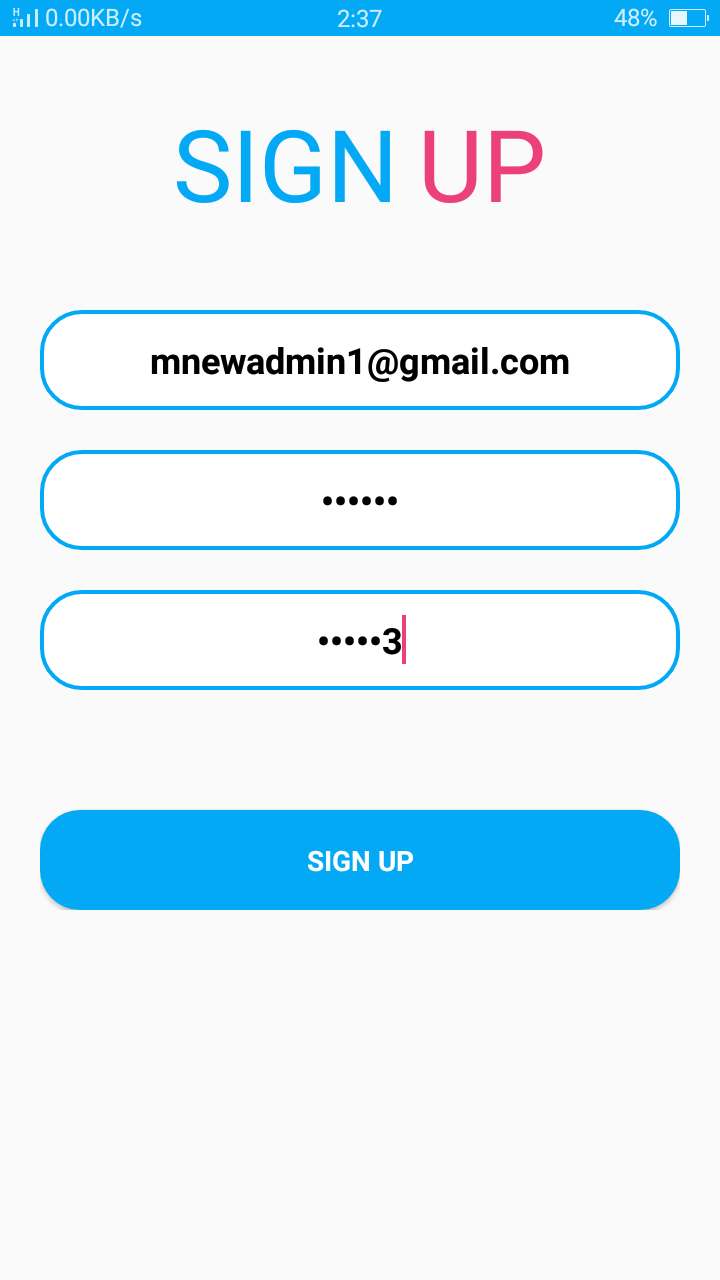 H 0.00KB/s 2:37 48%
SIGN UP
mnewadmin1@gmail.com
••••••
•••••3
SIGN UP